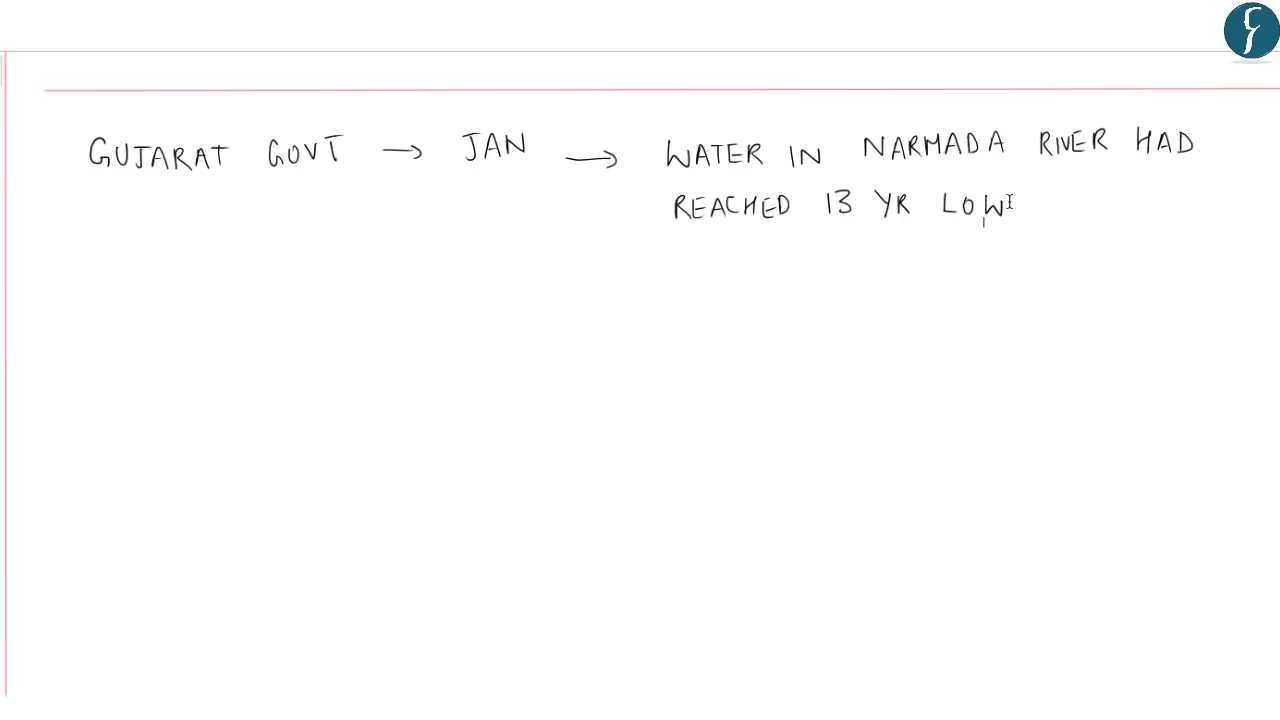 GUJARAT GOVT → JAN → WATER IN NARMADA RIVER HAD
REACHED 13 YR LOW